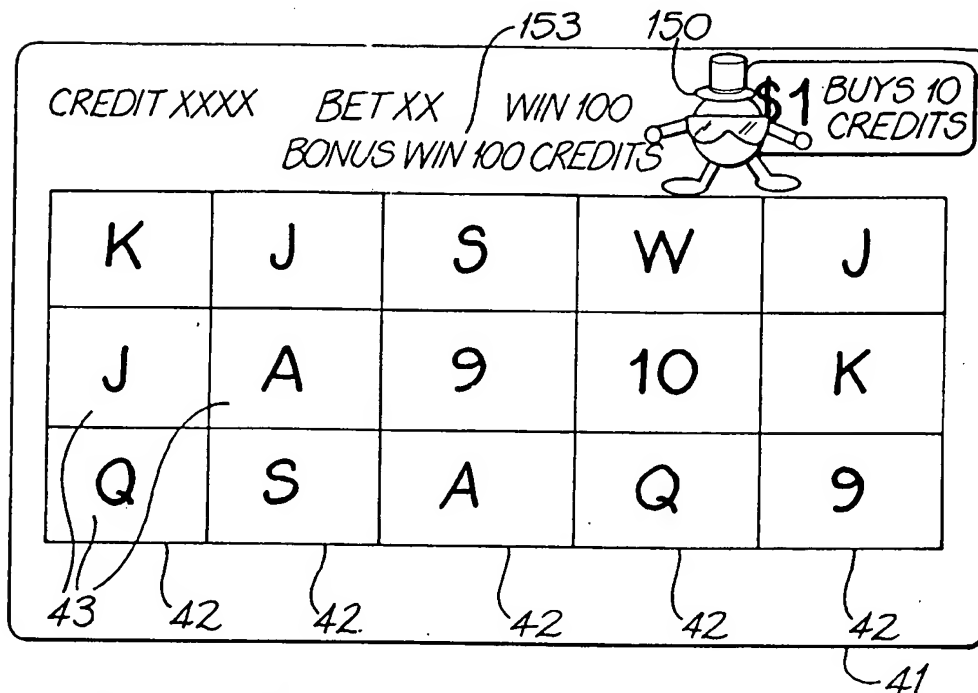 153 150
CREDIT XXXX BET XX WIN 100 $1 BUYS 10
CREDITS
BONUS WIN 100 CREDITS
K J S W J
J A 9 10 K
Q S A Q 9
43 42 42 42 42 42
41